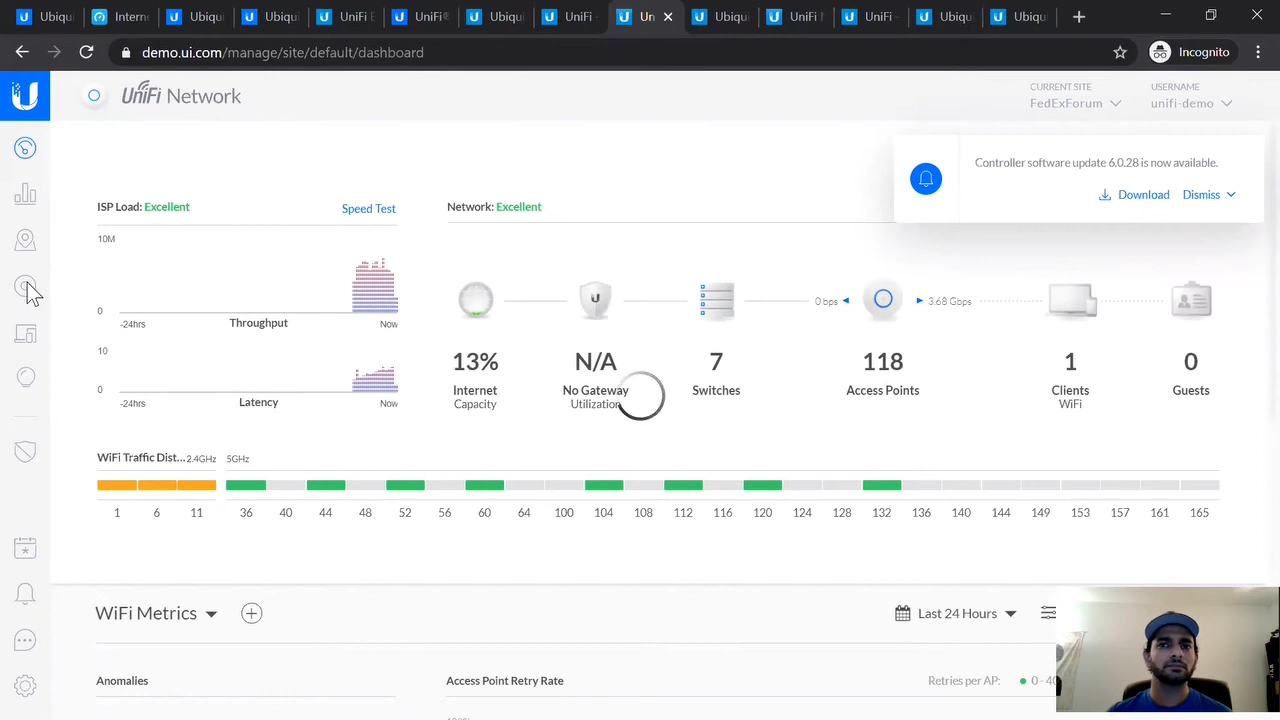 Ubiqui
Intern
Ubiqui
Ubiqui
UniFi E
UniFi®
Ubiqui
UniFi -
Un
Ubiqu
UniFi I
UniFi -
Ubiqu
Ubiqu
demo.ui.com/manage/site/default/dashboard
Incognito
UniFi Network
CURRENT SITE
FedExForum
USERNAME
unifi-demo
Controller software update 6.0.28 is now available.
Download
Dismiss
ISP Load: Excellent
Speed Test
Network: Excellent
10M
0
-24hrs
Throughput
Now
10
0
-24hrs
Latency
Now
0 bps
3.68 Gbps
13%
Internet
Capacity
N/A
No Gateway
Utilization
7
Switches
118
Access Points
1
Clients
WiFi
0
Guests
WiFi Traffic Dist... 2.4GHz 5GHz
1 6 11 36 40 44 48 52 56 60 64 100 104 108 112 116 120 124 128 132 136 140 144 149 153 157 161 165
WiFi Metrics
Last 24 Hours
Anomalies
Access Point Retry Rate
Retries per AP:
0 - 40